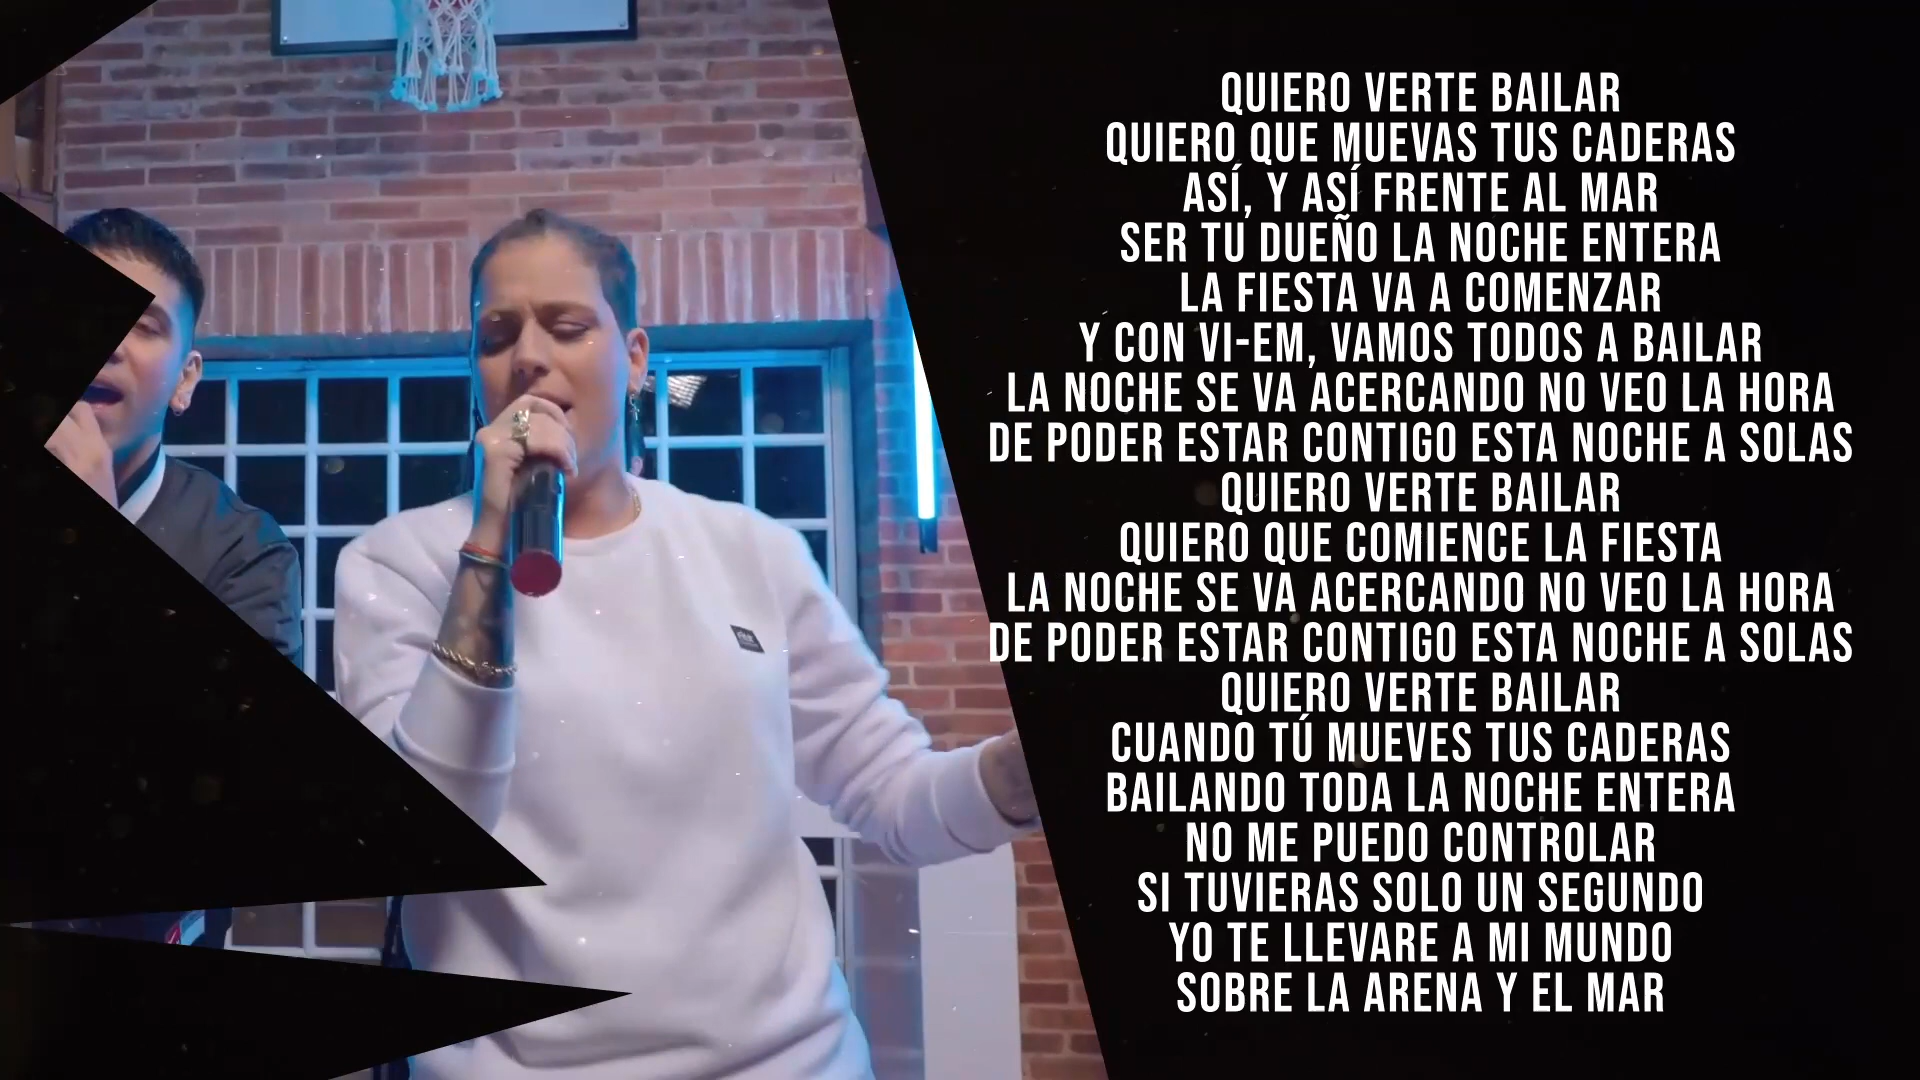 QUIERO VERTE BAILAR
QUIERO QUE MUEVAS TUS CADERAS
ASÍ, Y ASÍ FRENTE AL MAR
SER TU DUEÑO LA NOCHE ENTERA
LA FIESTA VA A COMENZAR
Y CON VI-EM, VAMOS TODOS A BAILAR
LA NOCHE SE VA ACERCANDO NO VEO LA HORA
DE PODER ESTAR CONTIGO ESTA NOCHE A SOLAS
QUIERO VERTE BAILAR
QUIERO QUE COMIENCE LA FIESTA
LA NOCHE SE VA ACERCANDO NO VEO LA HORA
DE PODER ESTAR CONTIGO ESTA NOCHE A SOLAS
QUIERO VERTE BAILAR
CUANDO TÚ MUEVES TUS CADERAS
BAILANDO TODA LA NOCHE ENTERA
NO ME PUEDO CONTROLAR
SI TUVIERAS SOLO UN SEGUNDO
YO TE LLEVARE A MI MUNDO
SOBRE LA ARENA Y EL MAR